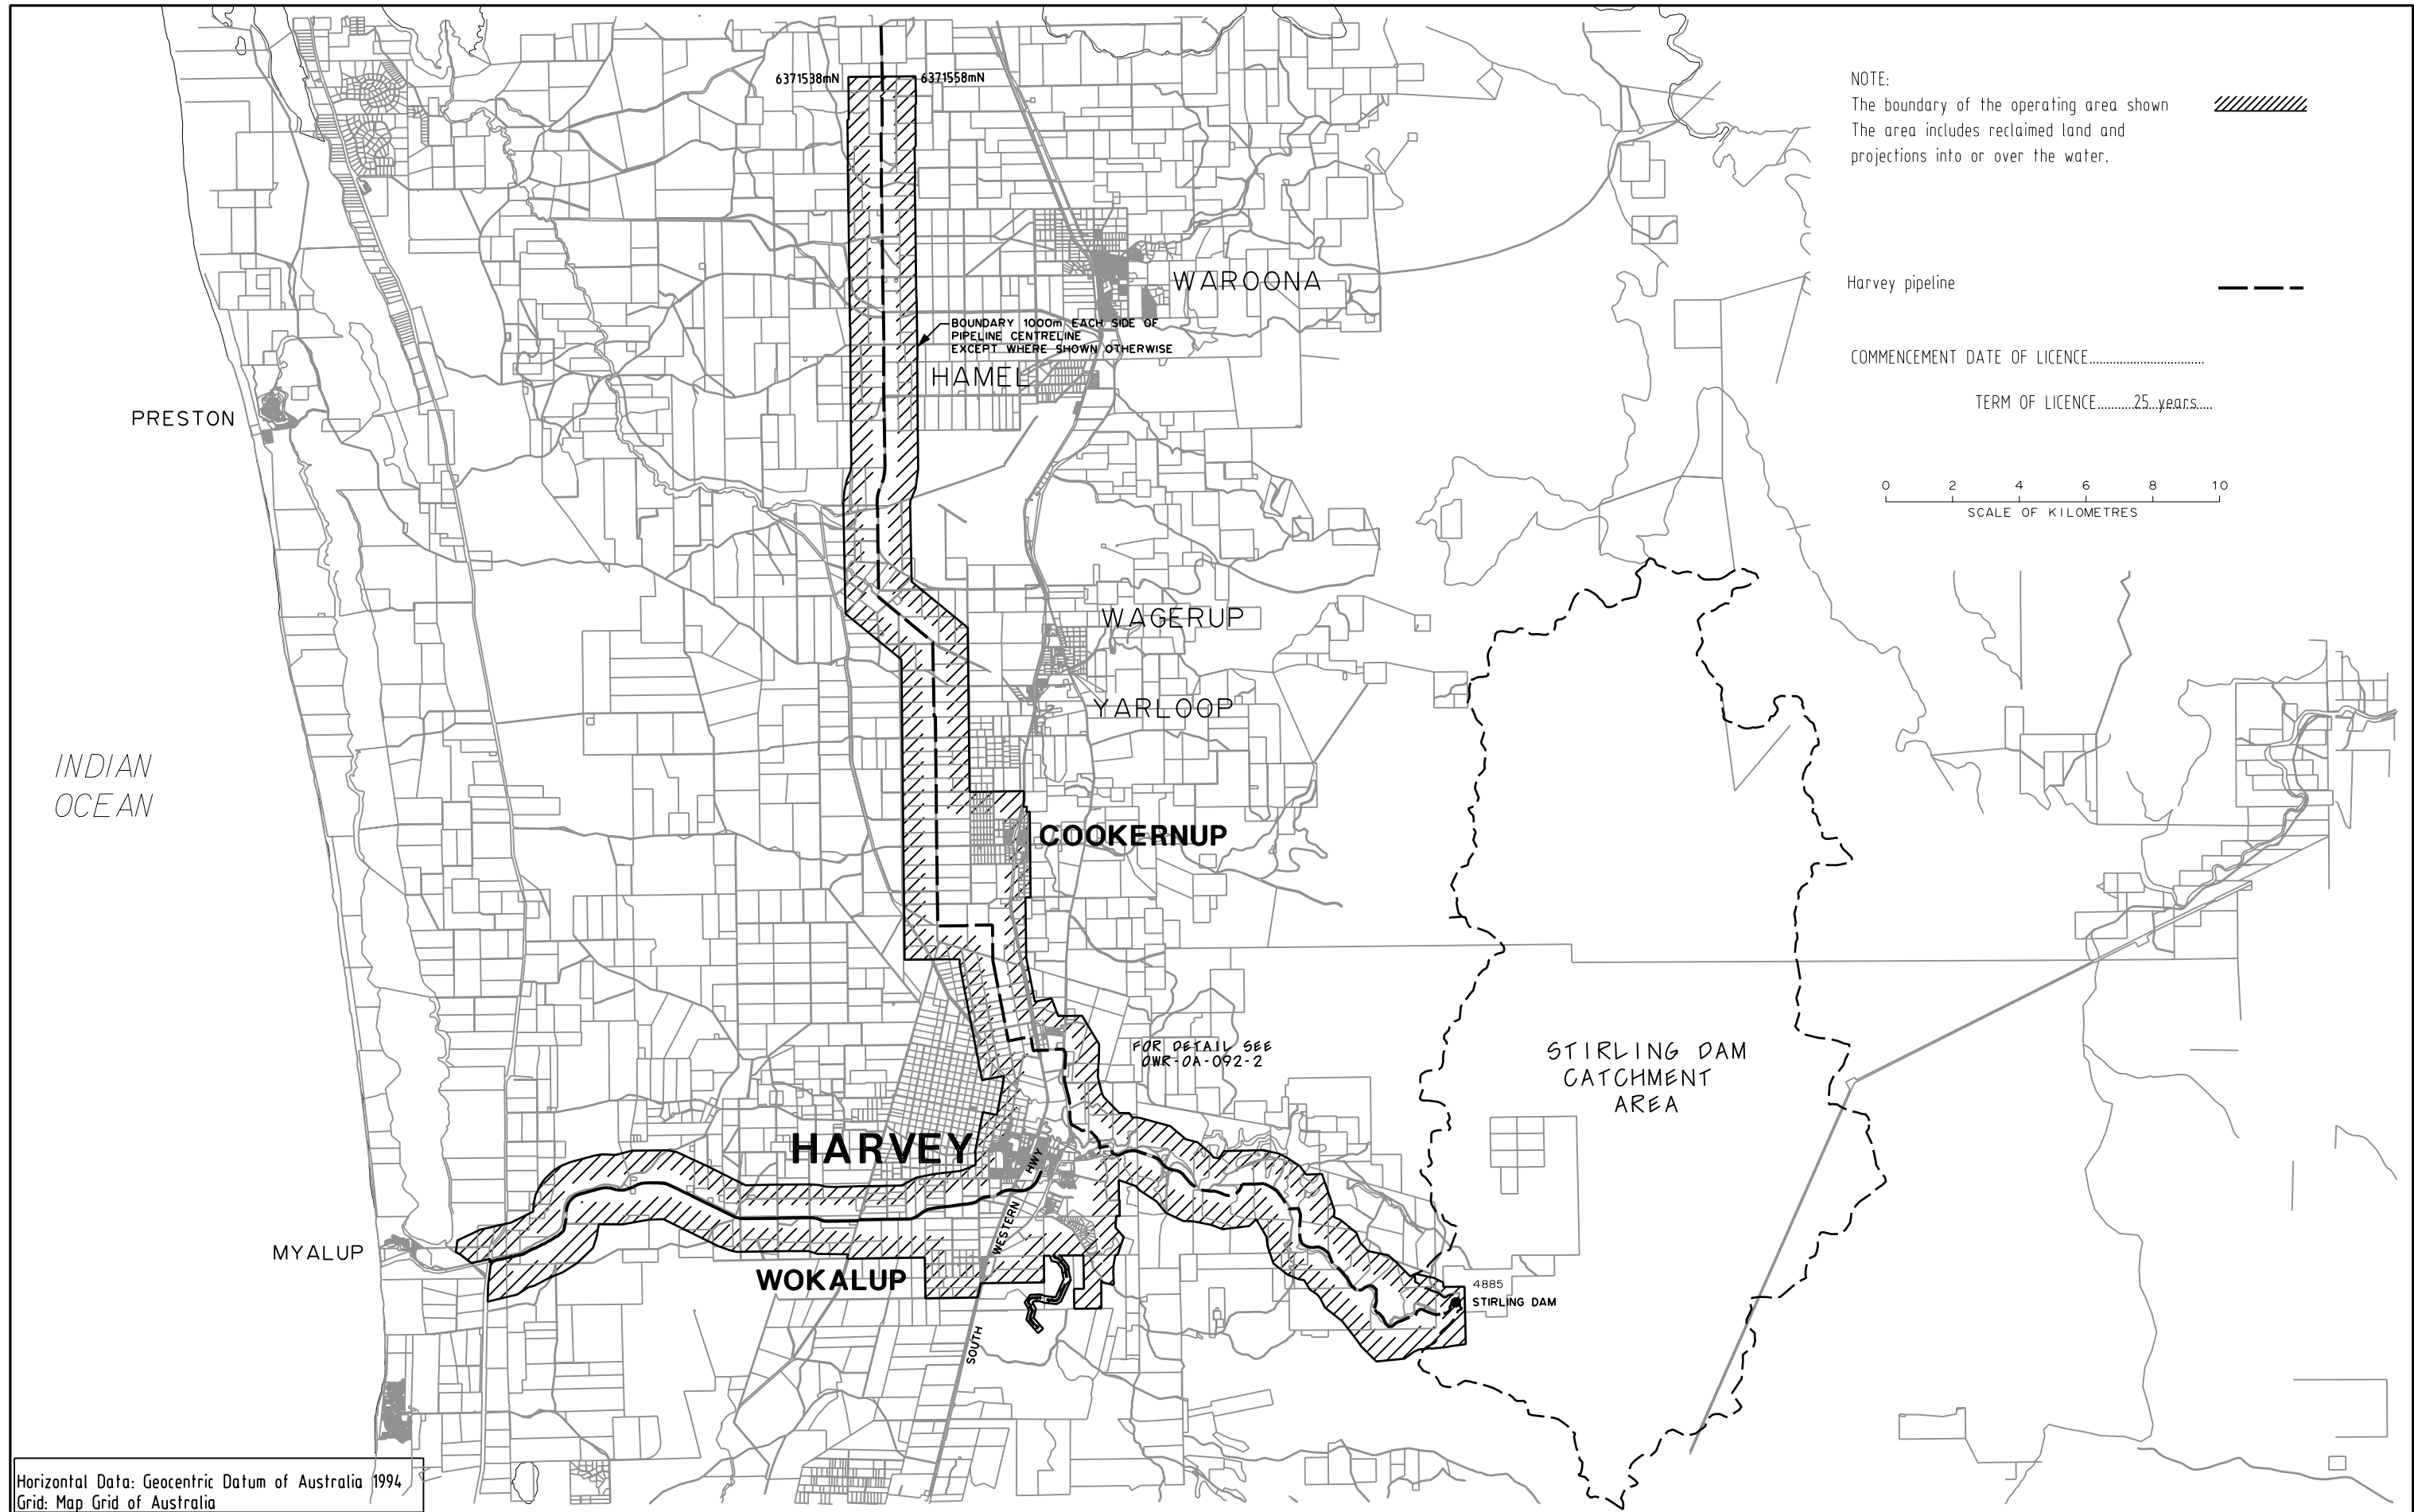 6371538mN
6371558mN
NOTE:
The boundary of the operating area shown
The area includes reclaimed land and
projections into or over the water.
Harvey pipeline
COMMENCEMENT DATE OF LICENCE..................................
TERM OF LICENCE...........25 years.....
0 2 4 6 8 10
SCALE OF KILOMETRES
WAROONA
BOUNDARY 1000m EACH SIDE OF
PIPELINE CENTRELINE
EXCEPT WHERE SHOWN OTHERWISE
HAMEL
PRESTON
WAGERUP
YARLOOP
INDIAN
OCEAN
COOKERNUP
FOR DETAIL SEE
OWR-OA-092-2
STIRLING DAM
CATCHMENT
AREA
HARVEY
HWY
WESTERN
SOUTH
MYALUP
WOKALUP
4885
STIRLING DAM
Horizontal Data: Geocentric Datum of Australia 1994
Grid: Map Grid of Australia